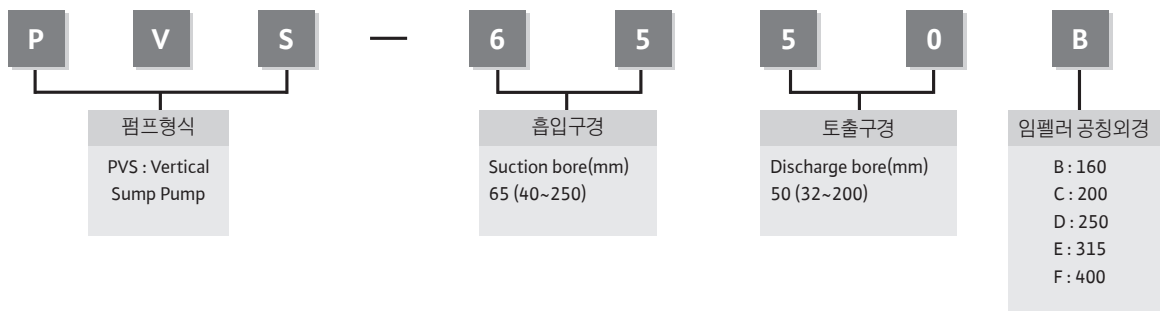 P V S — 6 5 5 0 B
펌프형식
PVS : Vertical
Sump Pump
흡입구경
Suction bore(mm)
65 (40~250)
토출구경
Discharge bore(mm)
50 (32~200)
임펠러 공칭외경
B : 160
C : 200
D : 250
E : 315
F : 400